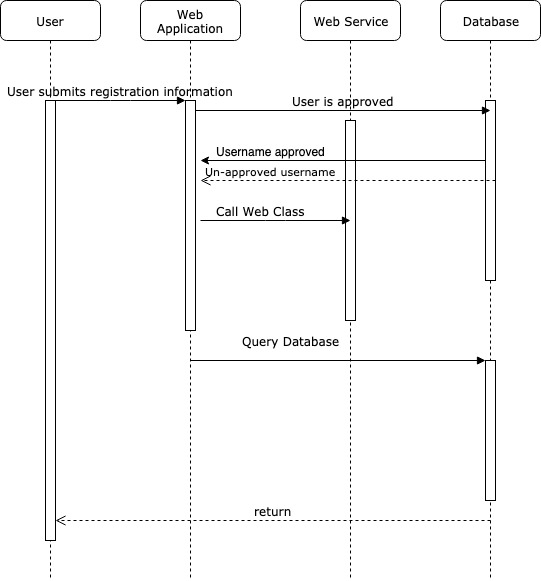 User
Web
Application
Web Service
Database
User submits registration information
User is approved
Username approved
Un-approved username
Call Web Class
Query Database
return